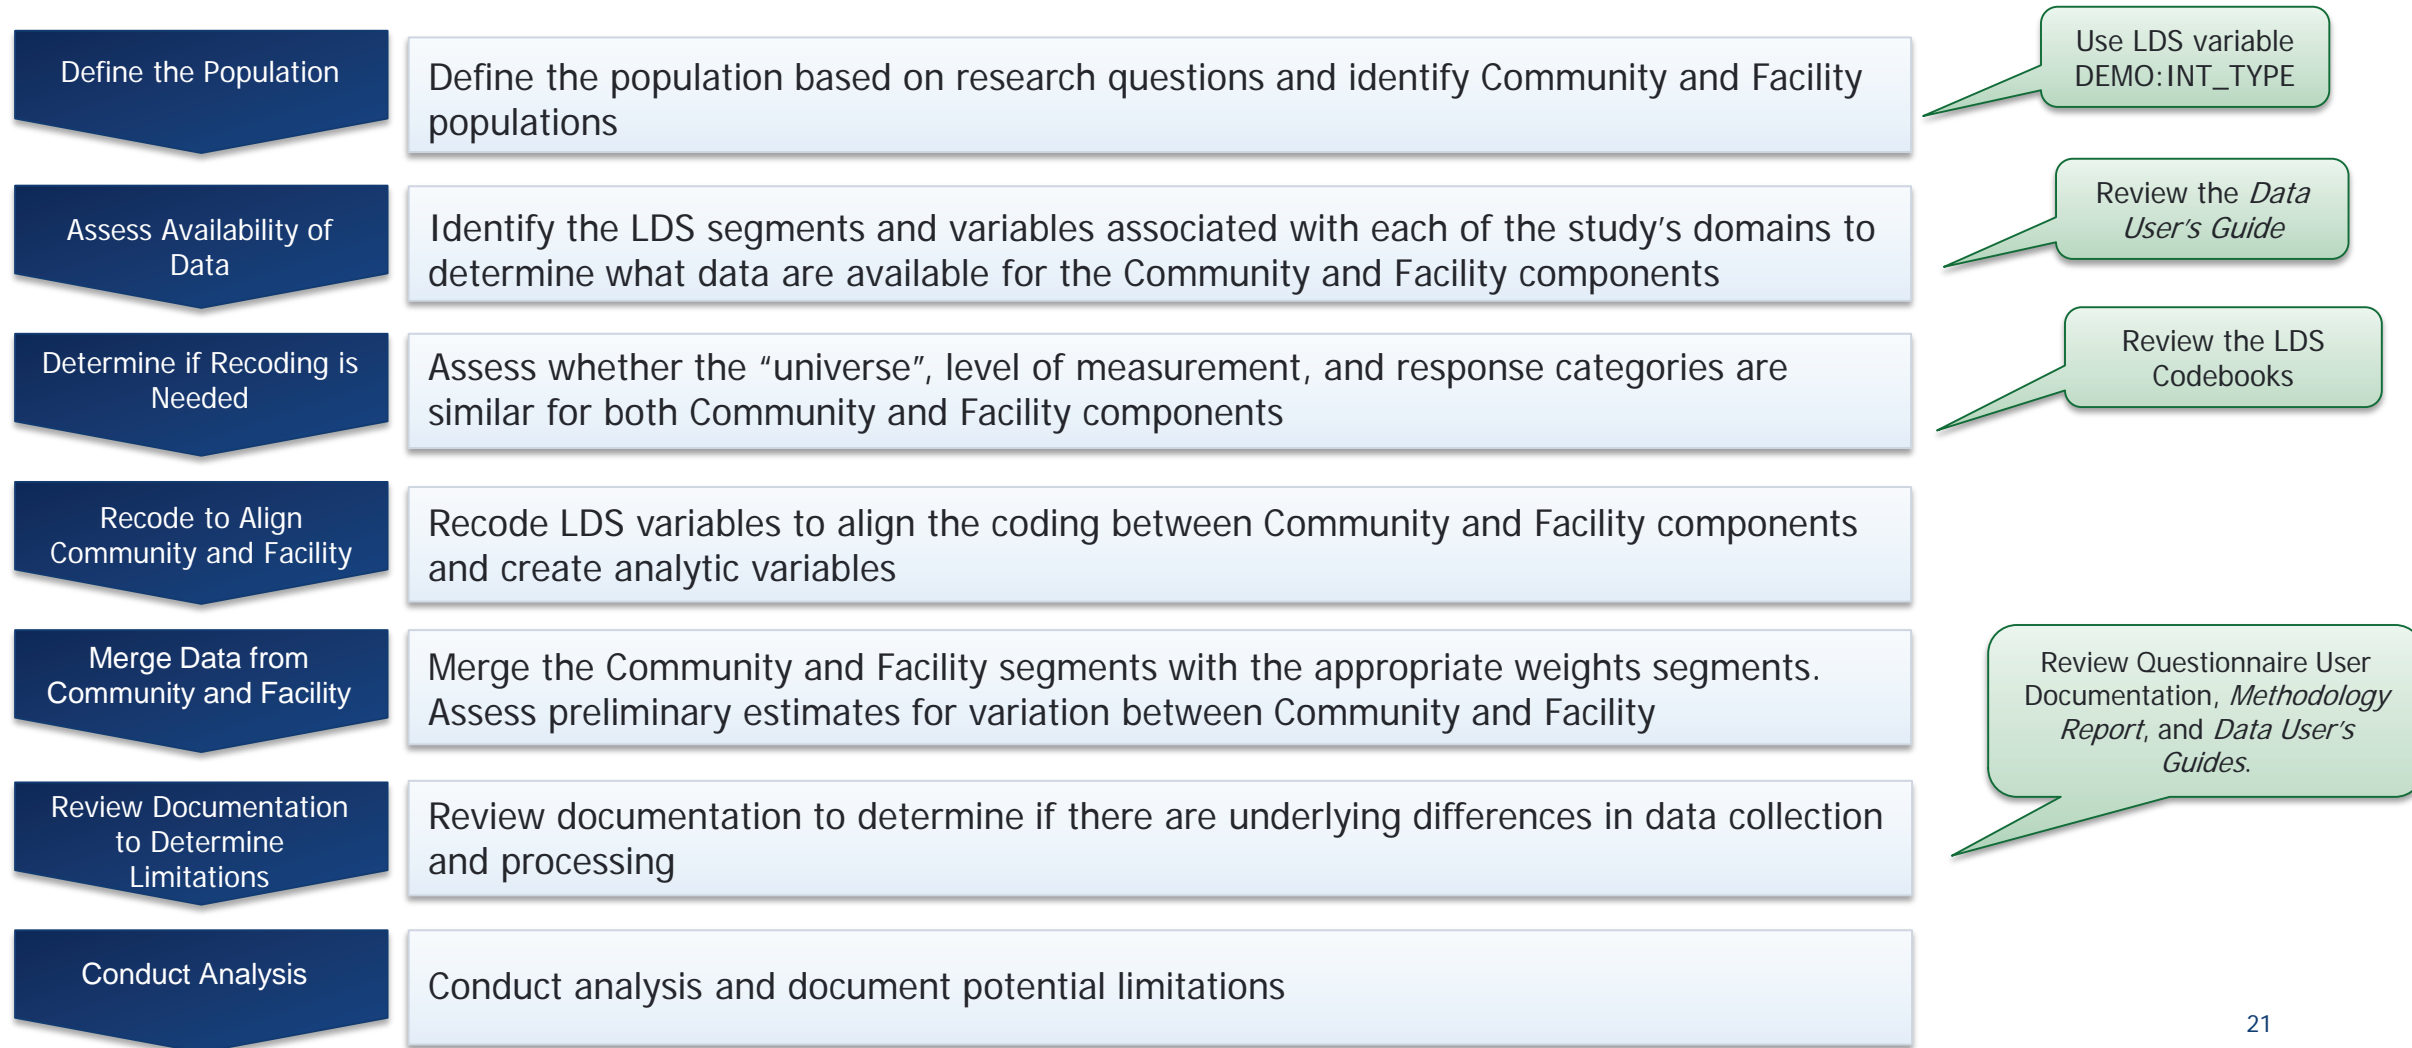 Define the Population
Define the population based on research questions and identify Community and Facility
populations
Use LDS variable
DEMO:INT_TYPE
Assess Availability of
Data
Identify the LDS segments and variables associated with each of the study’s domains to
determine what data are available for the Community and Facility components
Review the Data
User’s Guide
Determine if Recoding is
Needed
Assess whether the “universe”, level of measurement, and response categories are
similar for both Community and Facility components
Review the LDS
Codebooks
Recode to Align
Community and Facility
Recode LDS variables to align the coding between Community and Facility components
and create analytic variables
Merge Data from
Community and Facility
Merge the Community and Facility segments with the appropriate weights segments.
Assess preliminary estimates for variation between Community and Facility
Review Questionnaire User
Documentation, Methodology
Report, and Data User’s
Guides.
Review Documentation
to Determine
Limitations
Review documentation to determine if there are underlying differences in data collection
and processing
Conduct Analysis
Conduct analysis and document potential limitations
21